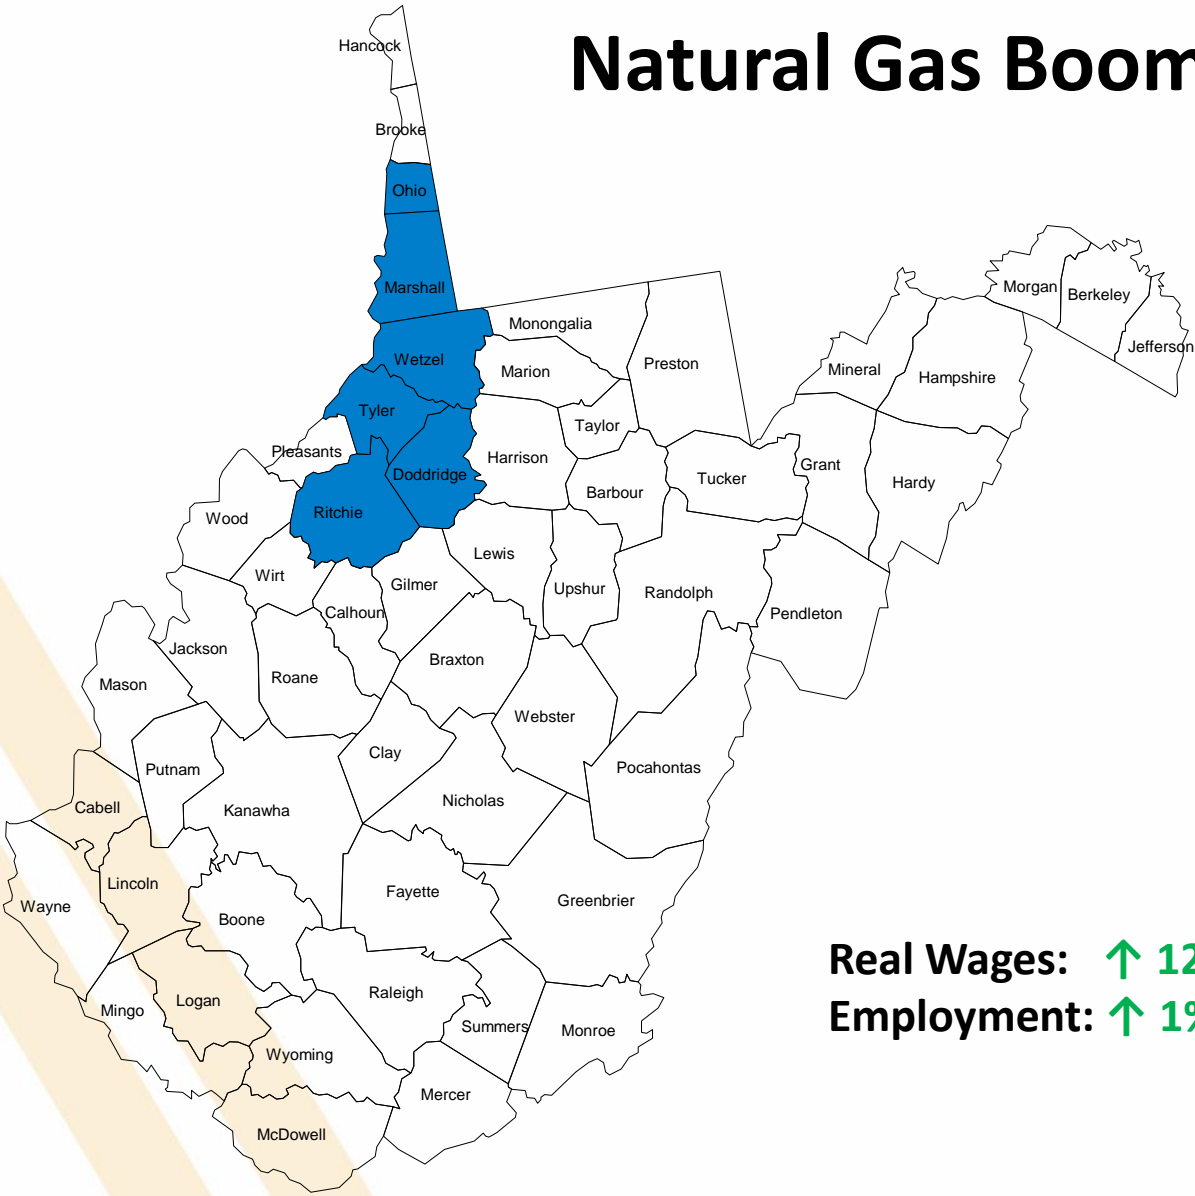 Natural Gas Boom
Hancock
Brooke
Ohio
Marshall
Wetzel
Monongalia
Marion
Preston
Morgan
Berkeley
Jefferson
Mineral
Hampshire
Tyler
Pleasants
Doddridge
Harrison
Taylor
Barbour
Tucker
Grant
Hardy
Ritchie
Wood
Wirt
Lewis
Gilmer
Calhoun
Upshur
Randolph
Pendleton
Jackson
Roane
Braxton
Mason
Webster
Clay
Putnam
Pocahontas
Cabell
Kanawha
Nicholas
Lincoln
Fayette
Greenbrier
Wayne
Boone
Logan
Mingo
Raleigh
Summers
Monroe
Wyoming
Mercer
McDowell
Real Wages: ↑ 12
Employment: ↑ 1%